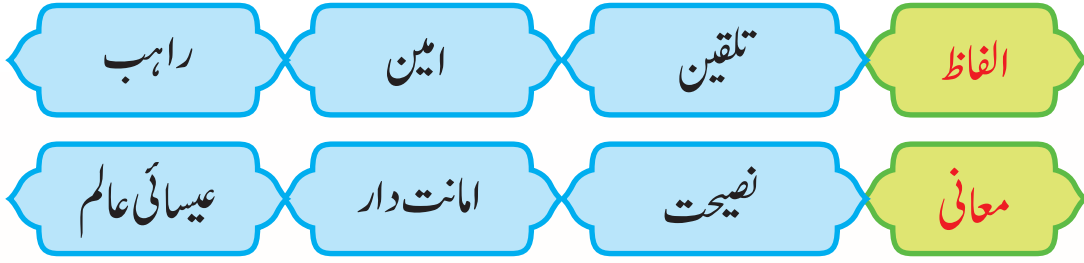 الفاظ تلقین امین راہب
معانی نصیحت امانت دار عیسائی عالم